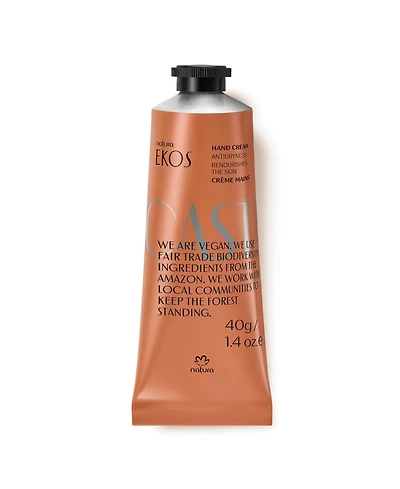 natura
EKOS
HAND CREAM
ANTIDRYNESS
RENOURISHES
THE SKIN
CRÈME MAINS
CAST
WE ARE VEGAN. WE USE
FAIR TRADE BIODIVERSITY
INGREDIENTS FROM THE
AMAZON. WE WORK WITH
LOCAL COMMUNITIES TO
KEEP THE FOREST
STANDING.
40g/
1.4 oz.e
natura